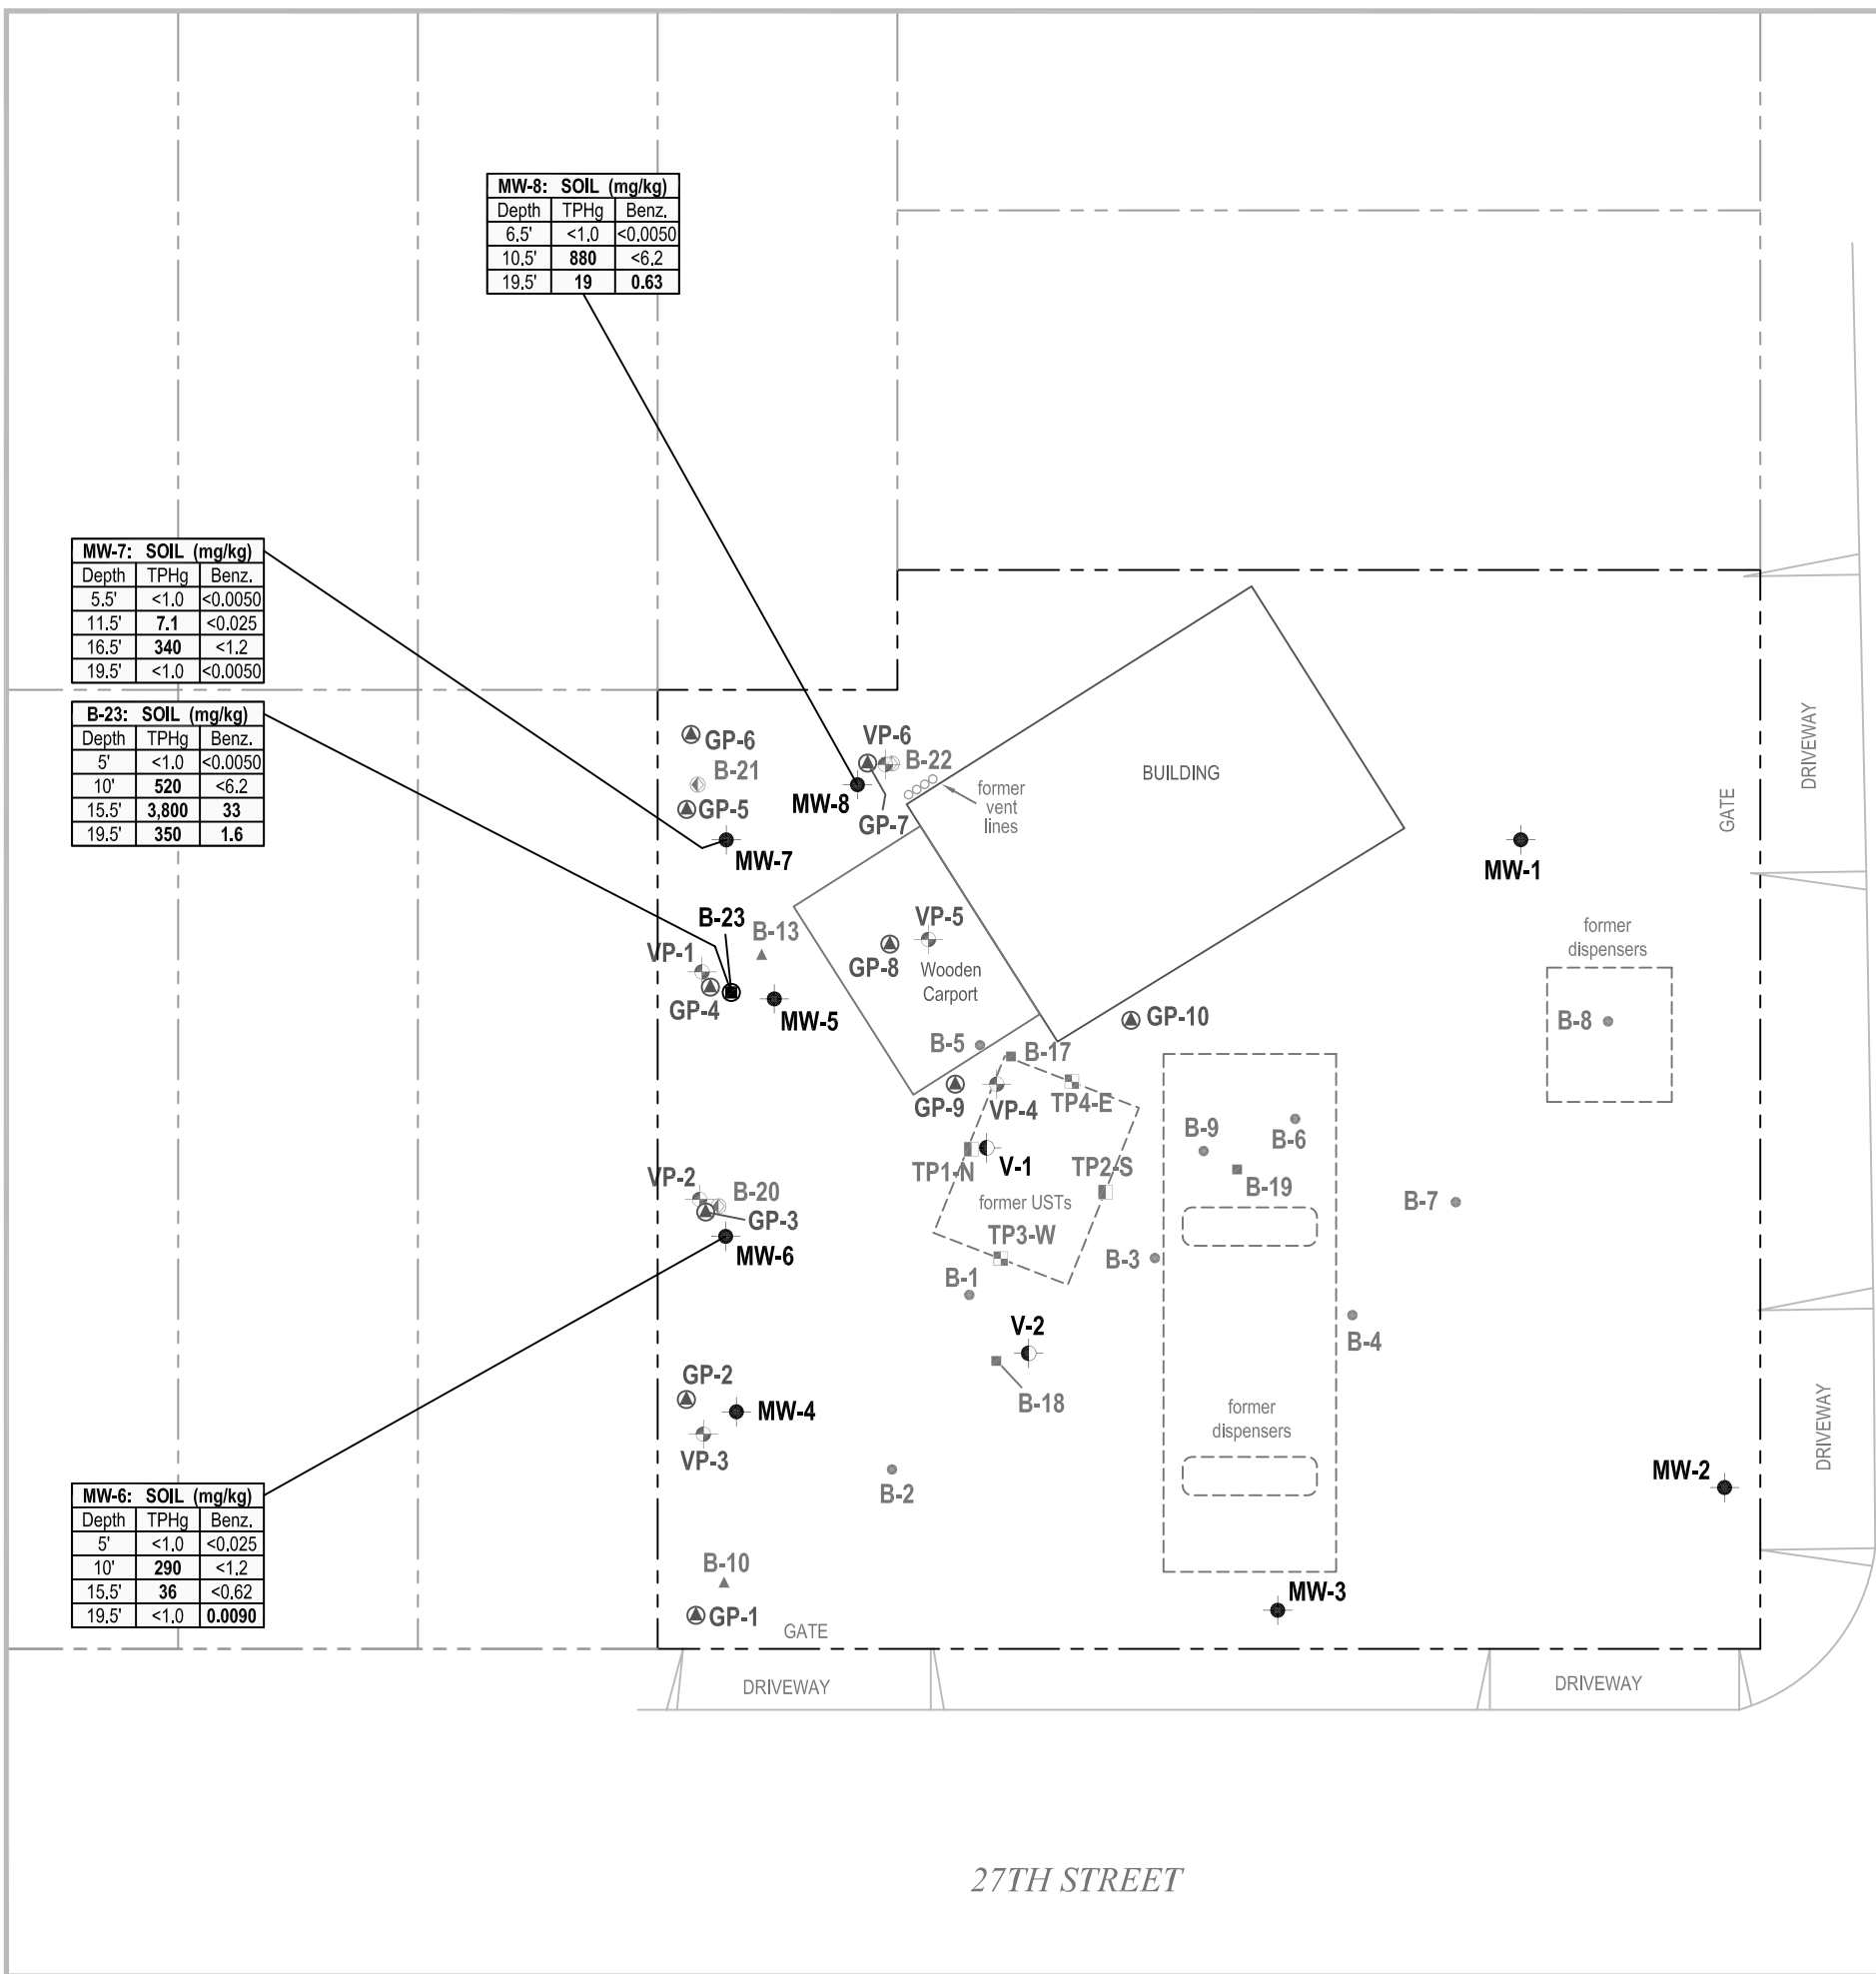 MW-8: SOIL (mg/kg)
Depth TPHg Benz.
6.5' <1.0 <0.0050
10.5' 880 <6.2
19.5' 19 0.63
MW-7: SOIL (mg/kg)
Depth TPHg Benz.
5.5' <1.0 <0.0050
11.5' 7.1 <0.025
16.5' 340 <1.2
19.5' <1.0 <0.0050
B-23: SOIL (mg/kg)
Depth TPHg Benz.
5' <1.0 <0.0050
10' 520 <6.2
15.5' 3,800 33
19.5' 350 1.6
GP-6
B-21
GP-5
MW-7
VP-6
B-22
MW-8
GP-7
former
vent
lines
BUILDING
GATE
DRIVEWAY
MW-1
B-23
B-13
VP-1
GP-4
MW-5
VP-5
GP-8
Wooden
Carport
former
dispensers
B-8
GP-10
B-5
B-17
GP-9
VP-4
TP4-E
TP1-N
V-1
TP2-S
former USTs
TP3-W
B-9
B-6
B-19
B-7
VP-2
B-20
GP-3
MW-6
B-3
B-1
B-4
V-2
B-18
GP-2
MW-4
VP-3
B-2
former
dispensers
DRIVEWAY
MW-2
MW-6: SOIL (mg/kg)
Depth TPHg Benz.
5' <1.0 <0.025
10' 290 <1.2
15.5' 36 <0.62
19.5' <1.0 0.0090
B-10
GP-1
GATE
MW-3
DRIVEWAY
DRIVEWAY
27TH STREET